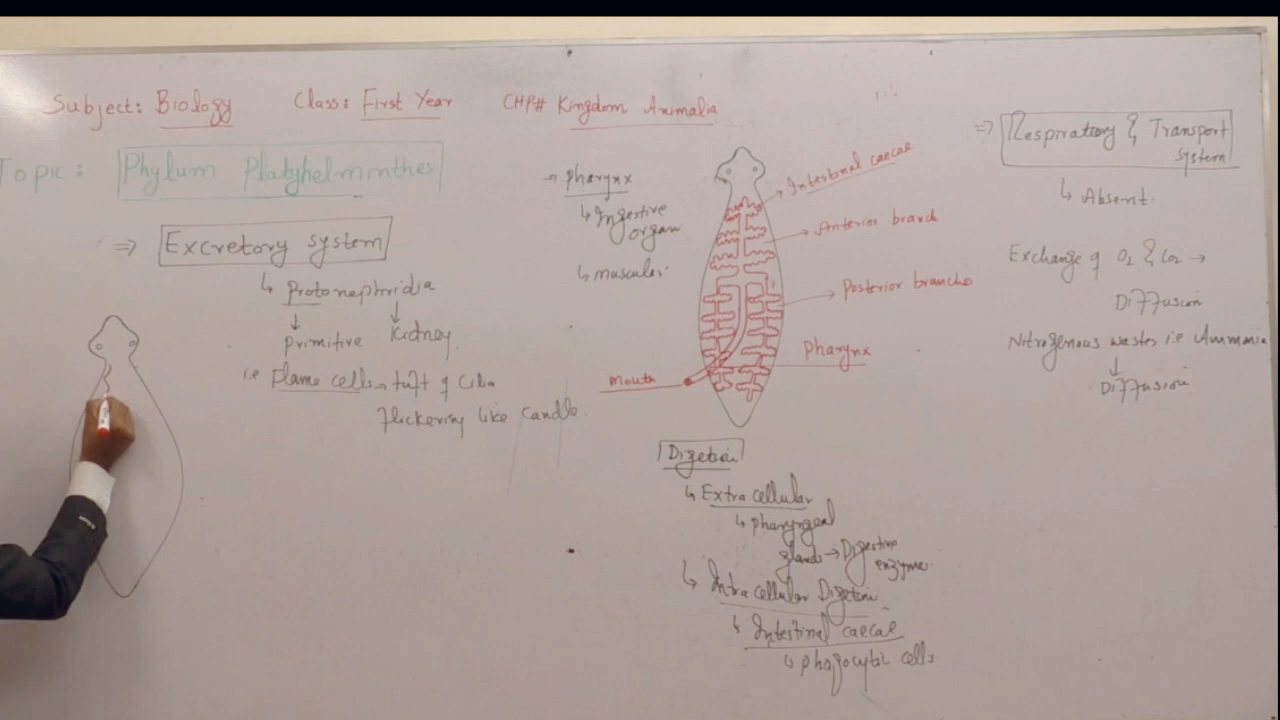 Subject: Biology Class: First Year CHP# Kingdom Animalia
Topic: Phylum Platyhelminthes
⇒ Excretory system
↳ Protonephridia
↓ ↓
Primitive Kidney
i.e Flame cells → tuft of Cilia
flickering like candle.
→ pharynx
↳ Ingestive
organ
↳ muscular
Intestinal caecae
Anterior branch
Posterior branches
Pharynx
mouth
Digetion
↳ Extra cellular
↳ pharyngeal
glands → Digestive
enzyme.
↳ Intra cellular Digetion
↳ Intestinal caecae
↳ phagocytic cells
⇒ Respiratory & Transport
system
↳ Absent.
Exchange of O2 & CO2 →
Diffusion
Nitrogenous wastes i.e Ammonia
↓
Diffusion